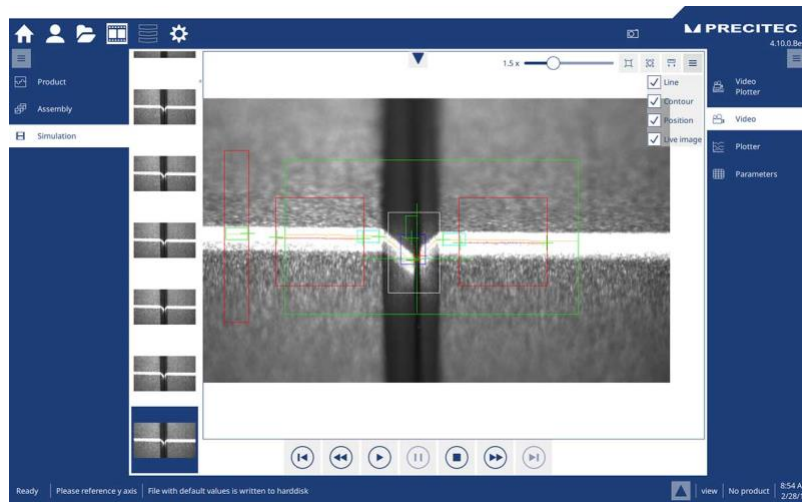 PRECITEC
4.10.0.Be
1.5 x
Line
Contour
Position
Live image
Product
Assembly
Simulation
Video
Plotter
Video
Plotter
Parameters
Ready
Please reference y axis
File with default values is written to harddisk
view
No product
8:54 A
2/28/